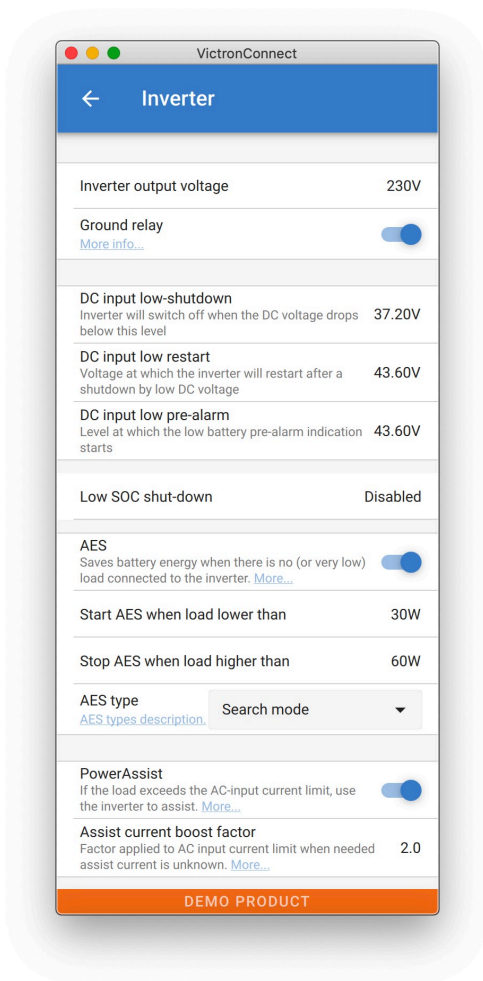 VictronConnect
Inverter
Inverter output voltage 230V
Ground relay
More info...
DC input low-shutdown
Inverter will switch off when the DC voltage drops 37.20V
below this level
DC input low restart
Voltage at which the inverter will restart after a 43.60V
shutdown by low DC voltage
DC input low pre-alarm
Level at which the low battery pre-alarm indication 43.60V
starts
Low SOC shut-down Disabled
AES
Saves battery energy when there is no (or very low)
load connected to the inverter. More...
Start AES when load lower than 30W
Stop AES when load higher than 60W
AES type
Search mode
AES types description.
PowerAssist
If the load exceeds the AC-input current limit, use
the inverter to assist. More...
Assist current boost factor
Factor applied to AC input current limit when needed 2.0
assist current is unknown. More...
DEMO PRODUCT